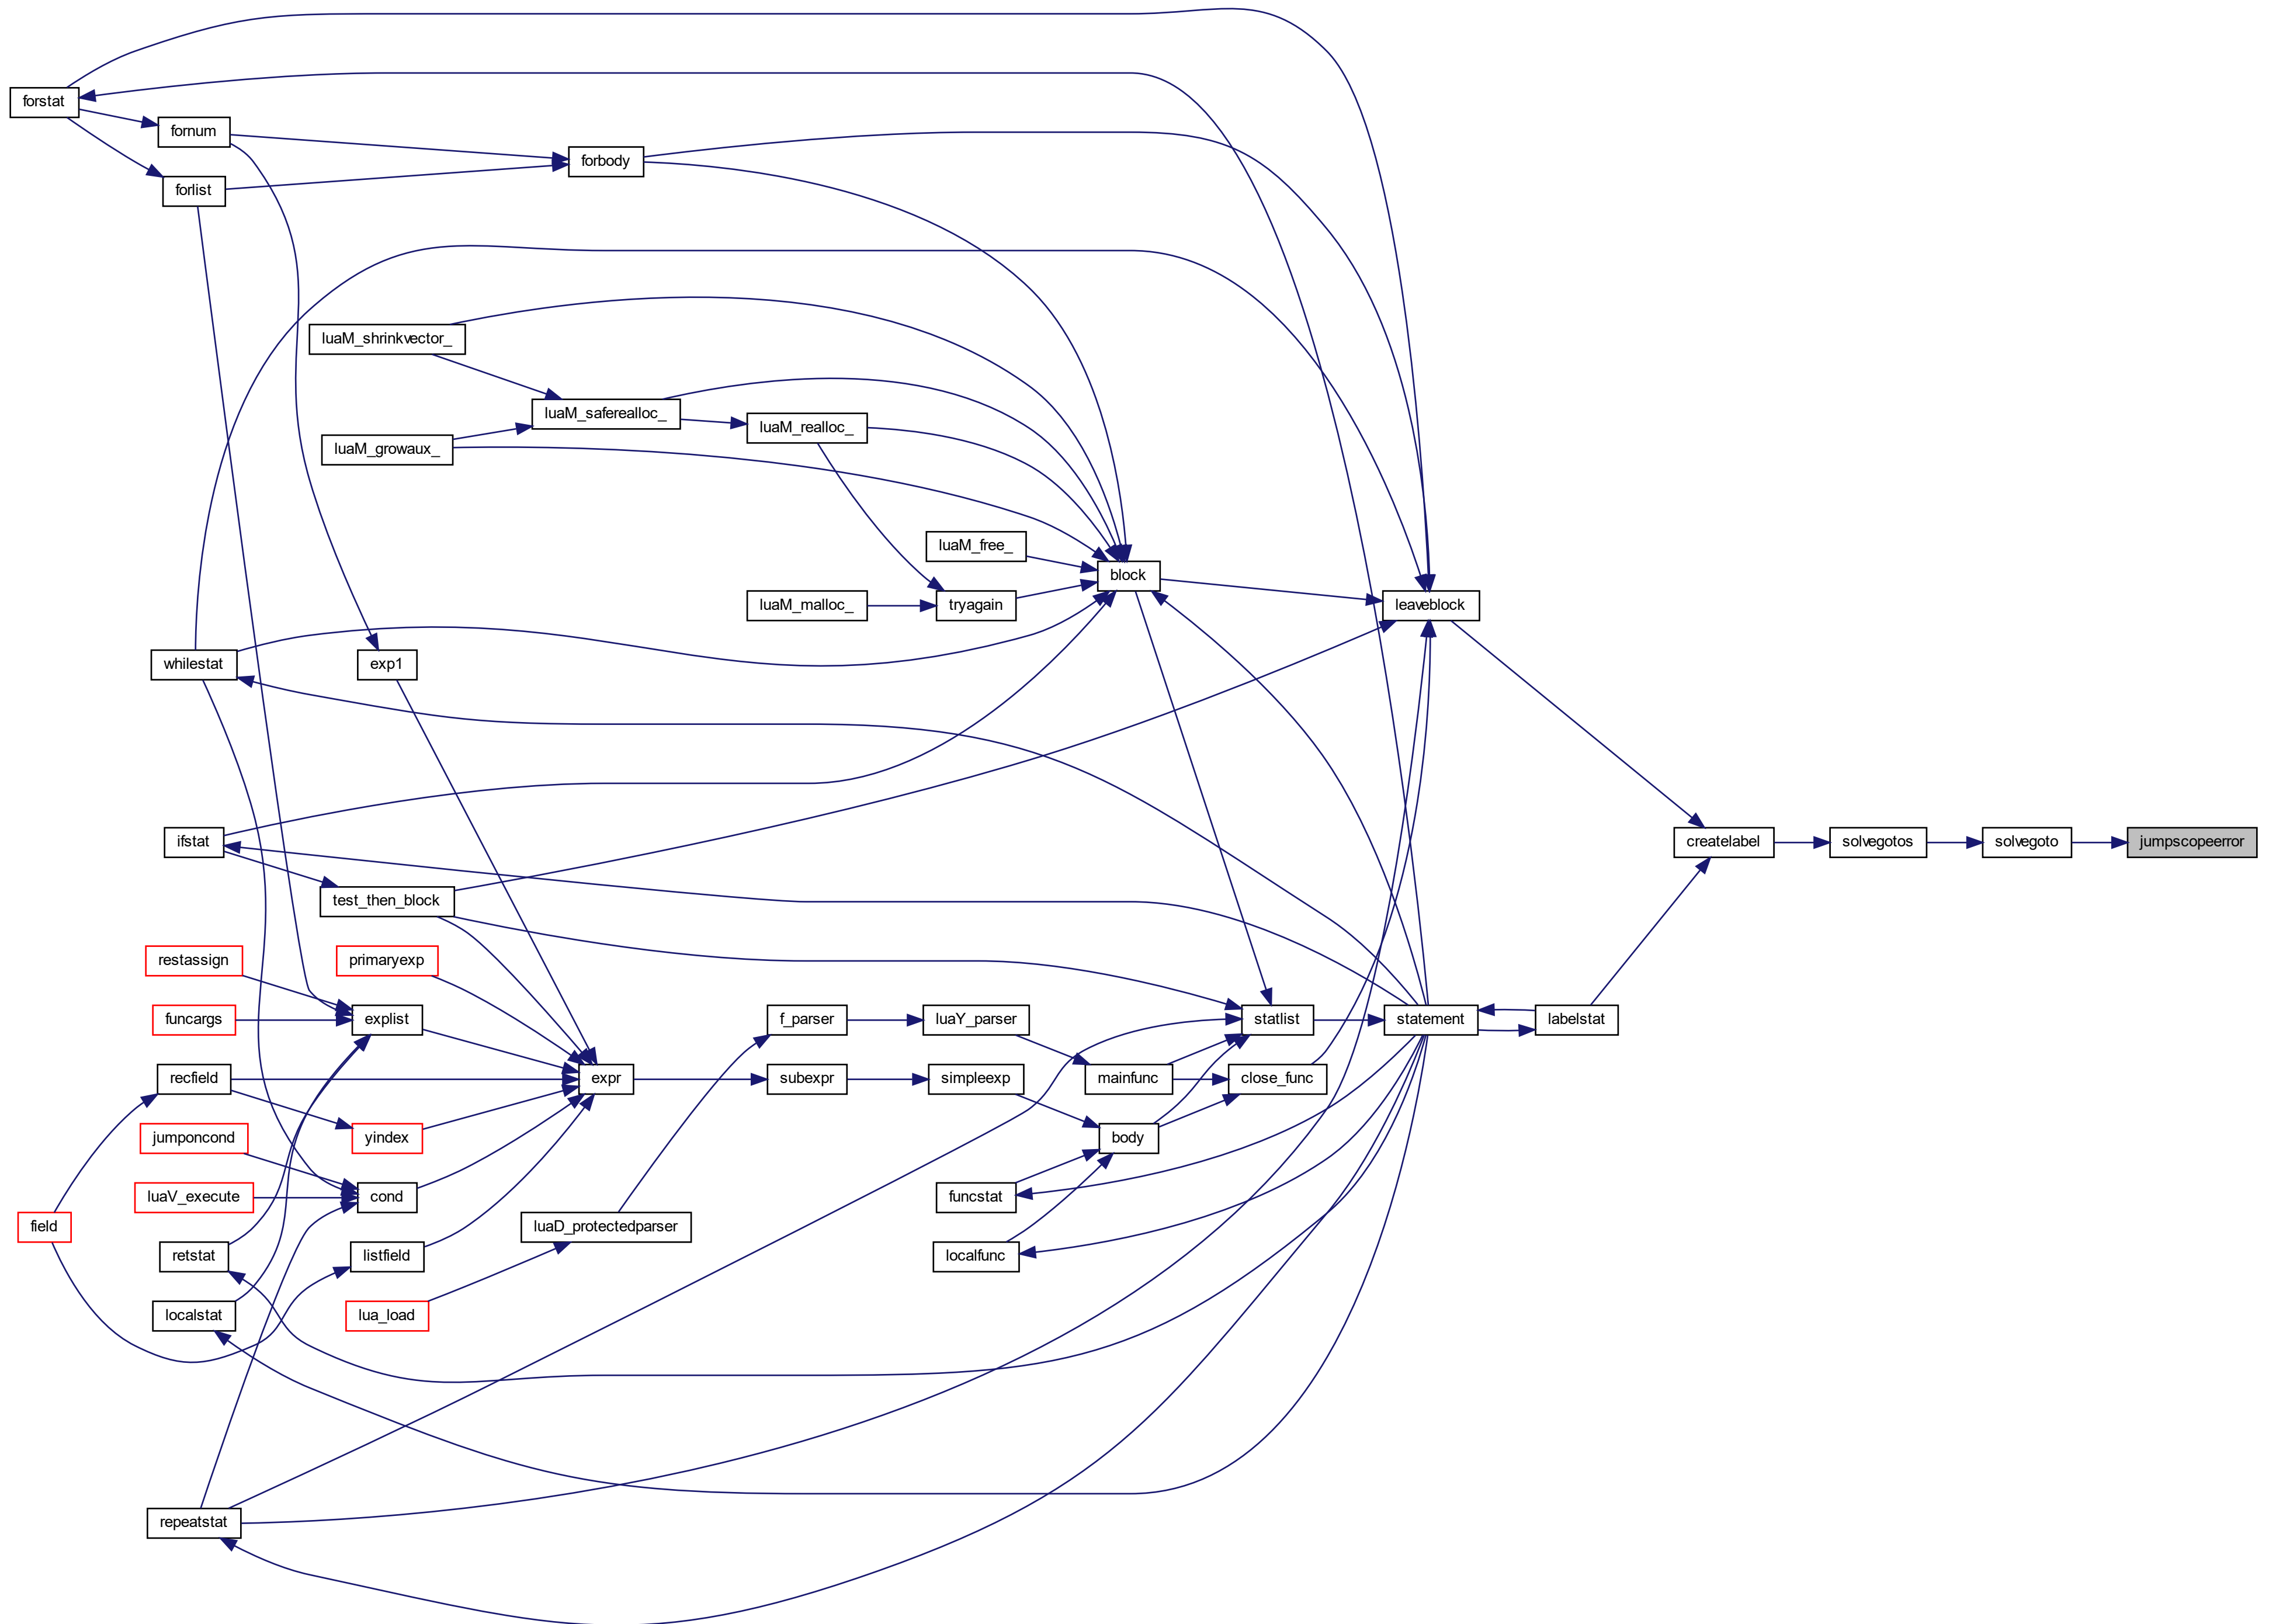 forstat
fornum
forbody
forlist
luaM_shrinkvector_
luaM_saferealloc_
luaM_realloc_
luaM_growaux_
luaM_free_
block
luaM_malloc_
tryagain
leaveblock
whilestat
exp1
ifstat
createlabel
solvegotos
solvegoto
jumpscopeerror
test_then_block
restassign
primaryexp
funcargs
explist
f_parser
luaY_parser
statlist
statement
labelstat
recfield
expr
subexpr
simpleexp
mainfunc
close_func
jumponcond
yindex
body
luaV_execute
cond
funcstat
field
luaD_protectedparser
retstat
listfield
localfunc
localstat
lua_load
repeatstat